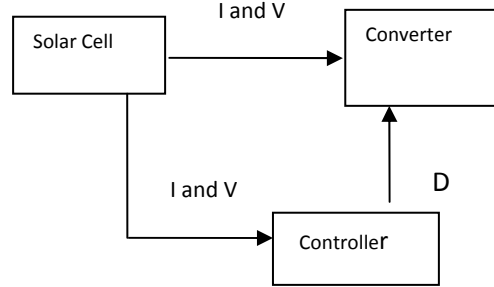 I and V
Solar Cell
Converter
I and V
D
Controller